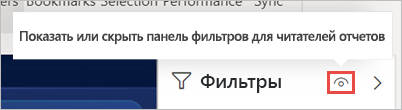 Bookmarks Selection Performance Sync
Показать или скрыть панель фильтров для читателей отчетов
Фильтры